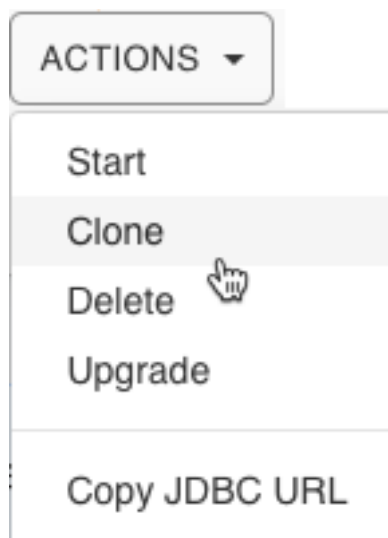 ACTIONS
Start
Clone
Delete
Upgrade
Copy JDBC URL